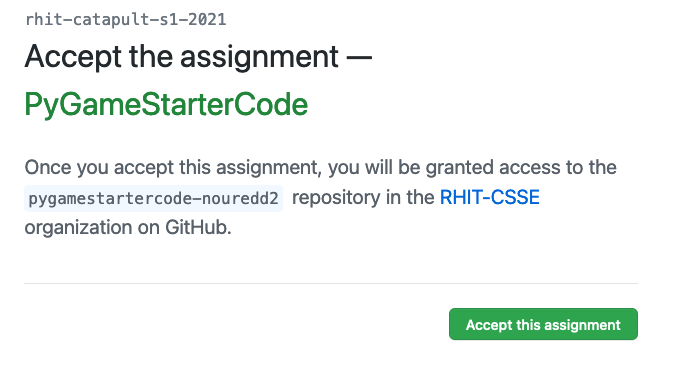 rhit-catapult-s1-2021
Accept the assignment —
PyGameStarterCode
Once you accept this assignment, you will be granted access to the
pygamestartercode-nouredd2 repository in the RHIT-CSSE
organization on GitHub.
Accept this assignment